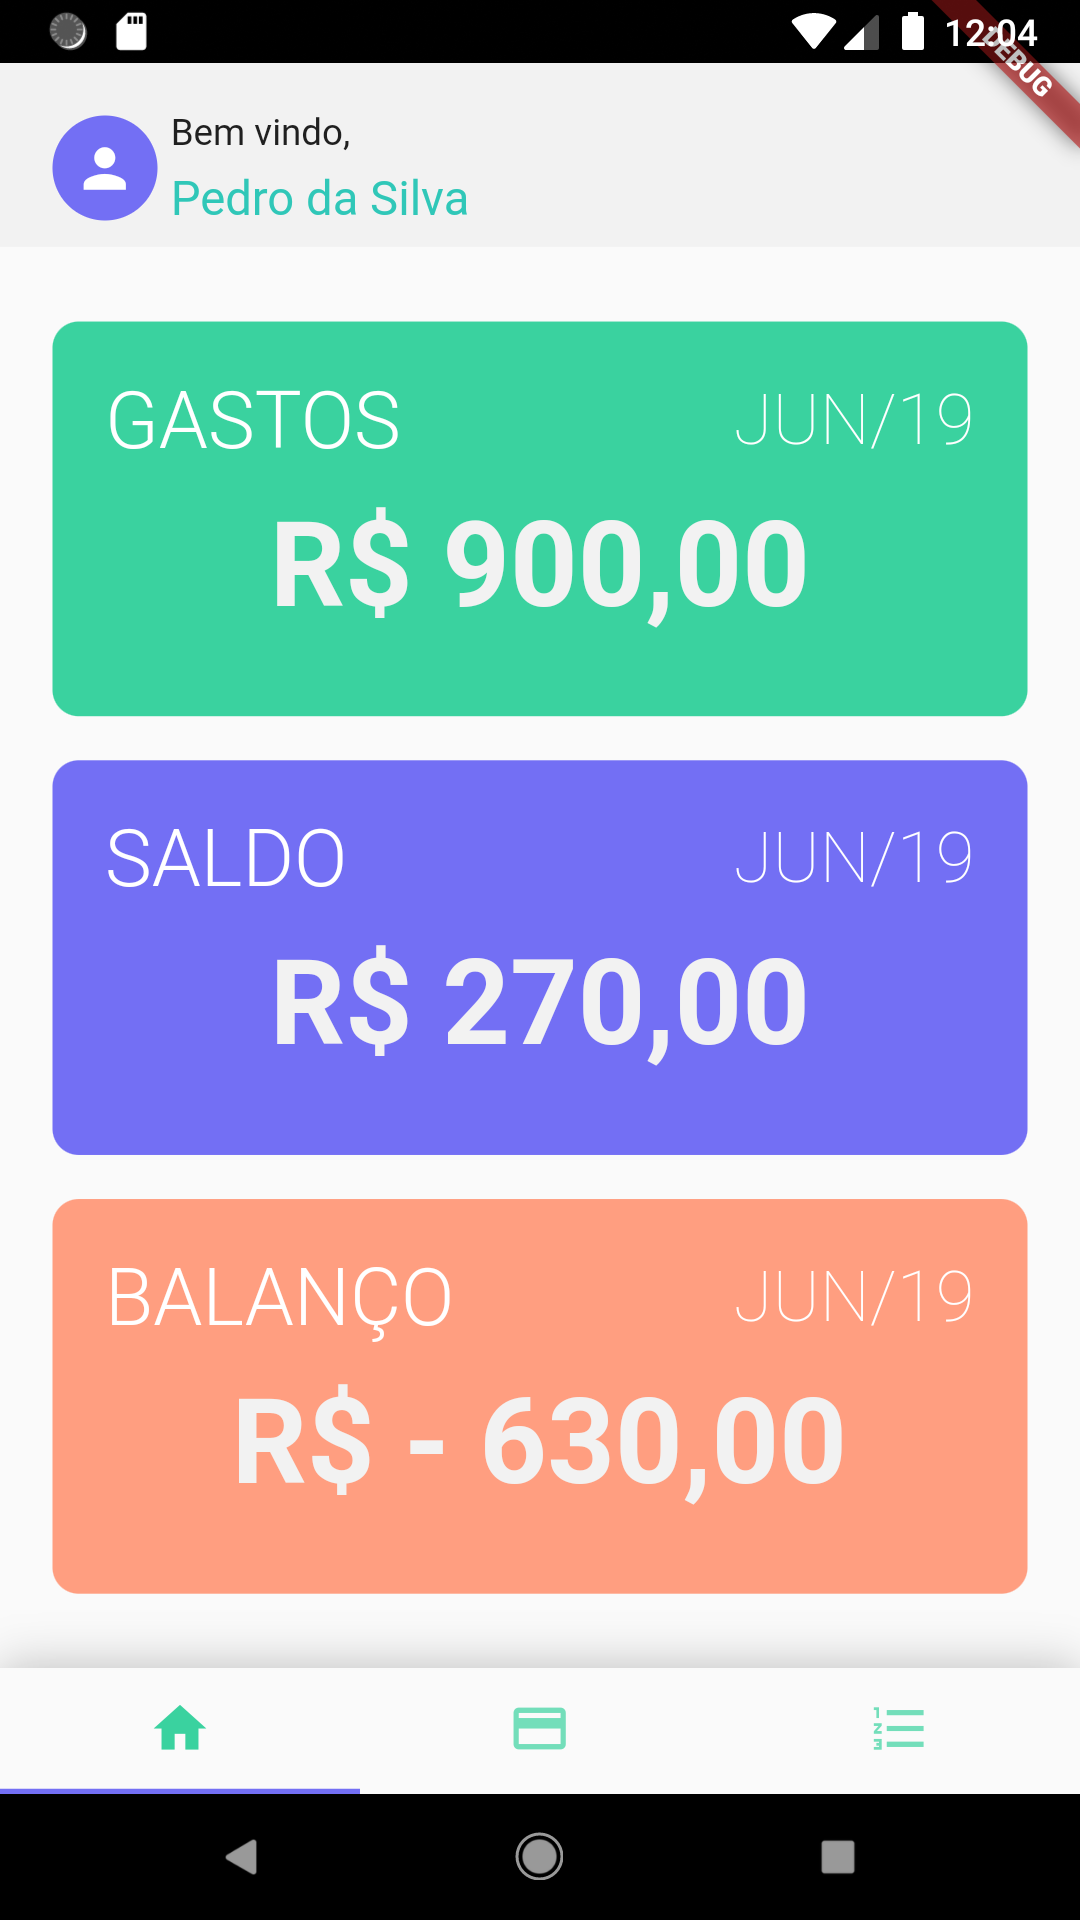 12:04
DEBUG
Bem vindo,
Pedro da Silva
GASTOS JUN/19
R$ 900,00
SALDO JUN/19
R$ 270,00
BALANÇO JUN/19
R$ - 630,00